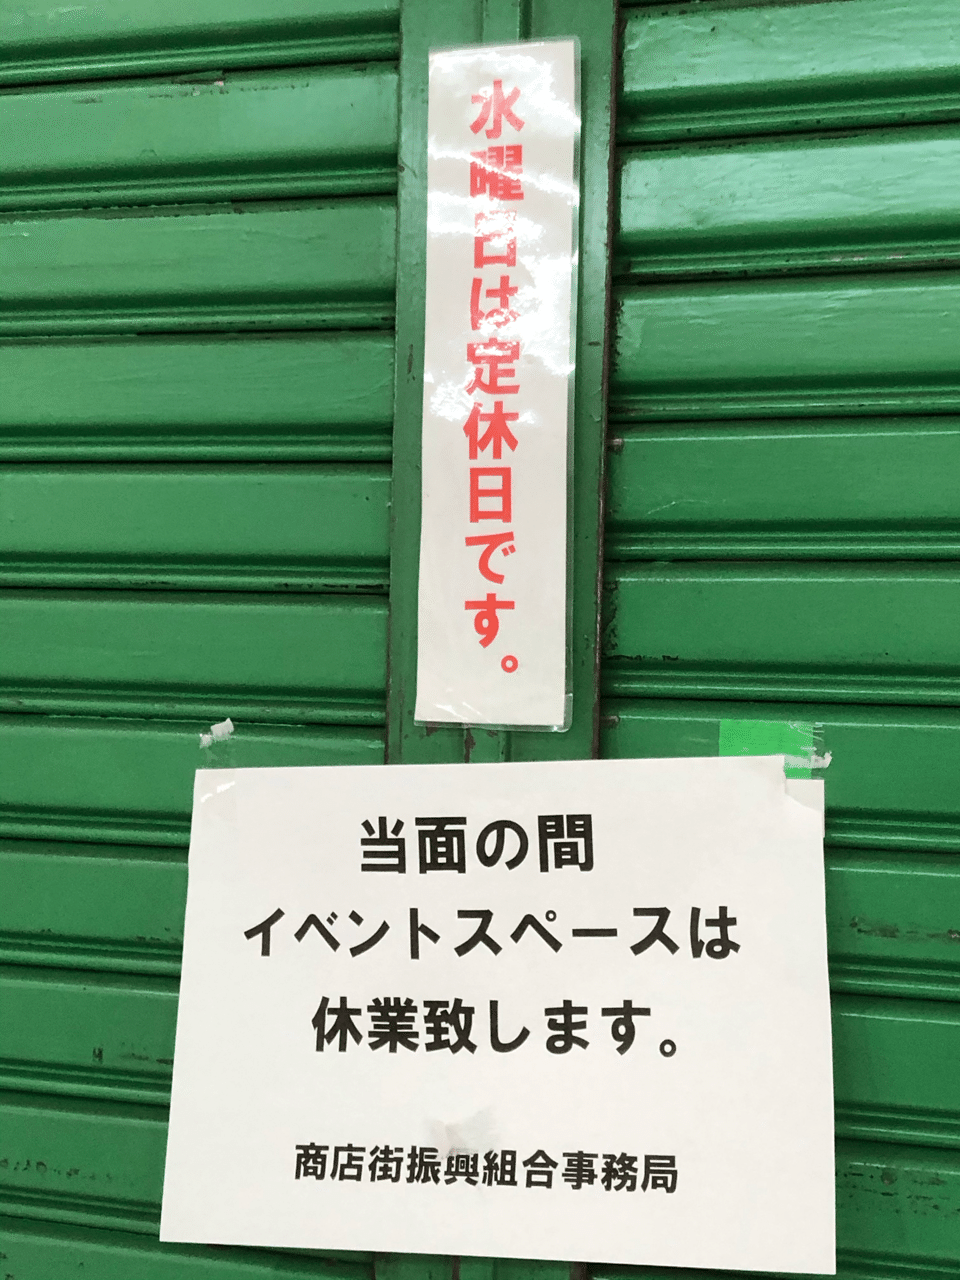 水曜日は定休日です。
当面の間
イベントスペースは
休業致します。
商店街振興組合事務局